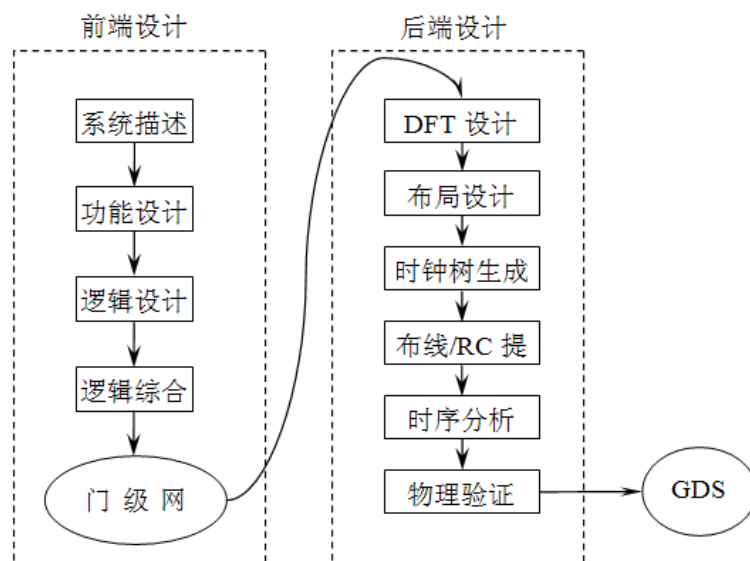 前端设计
系统描述
功能设计
逻辑设计
逻辑综合
门 级 网
后端设计
DFT 设计
布局设计
时钟树生成
布线/RC 提
时序分析
物理验证
GDS